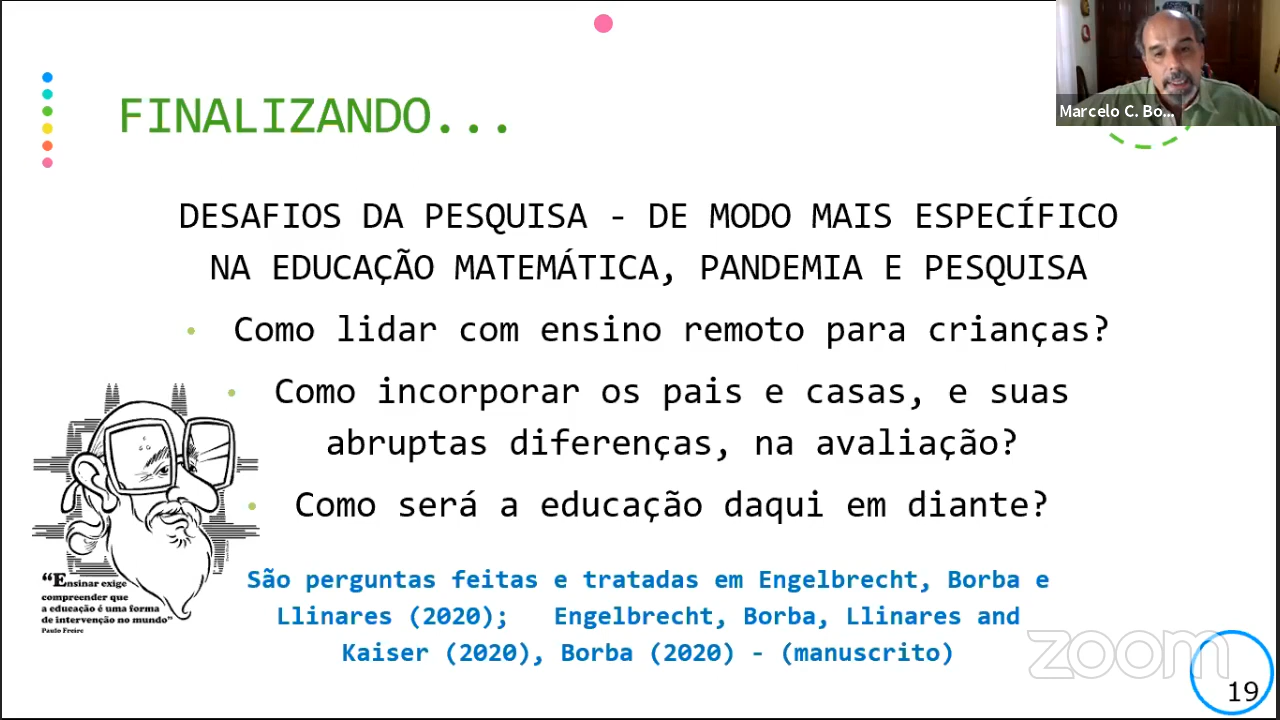 Marcelo C. Bo...
FINALIZANDO...
DESAFIOS DA PESQUISA - DE MODO MAIS ESPECÍFICO
NA EDUCAÇÃO MATEMÁTICA, PANDEMIA E PESQUISA
• Como lidar com ensino remoto para crianças?
• Como incorporar os pais e casas, e suas
abruptas diferenças, na avaliação?
• Como será a educação daqui em diante?
“Ensinar exige
compreender que
a educação é uma forma
de intervenção no mundo”
Paulo Freire
São perguntas feitas e tratadas em Engelbrecht, Borba e
Llinares (2020); Engelbrecht, Borba, Llinares and
Kaiser (2020), Borba (2020) - (manuscrito)
zoom
19